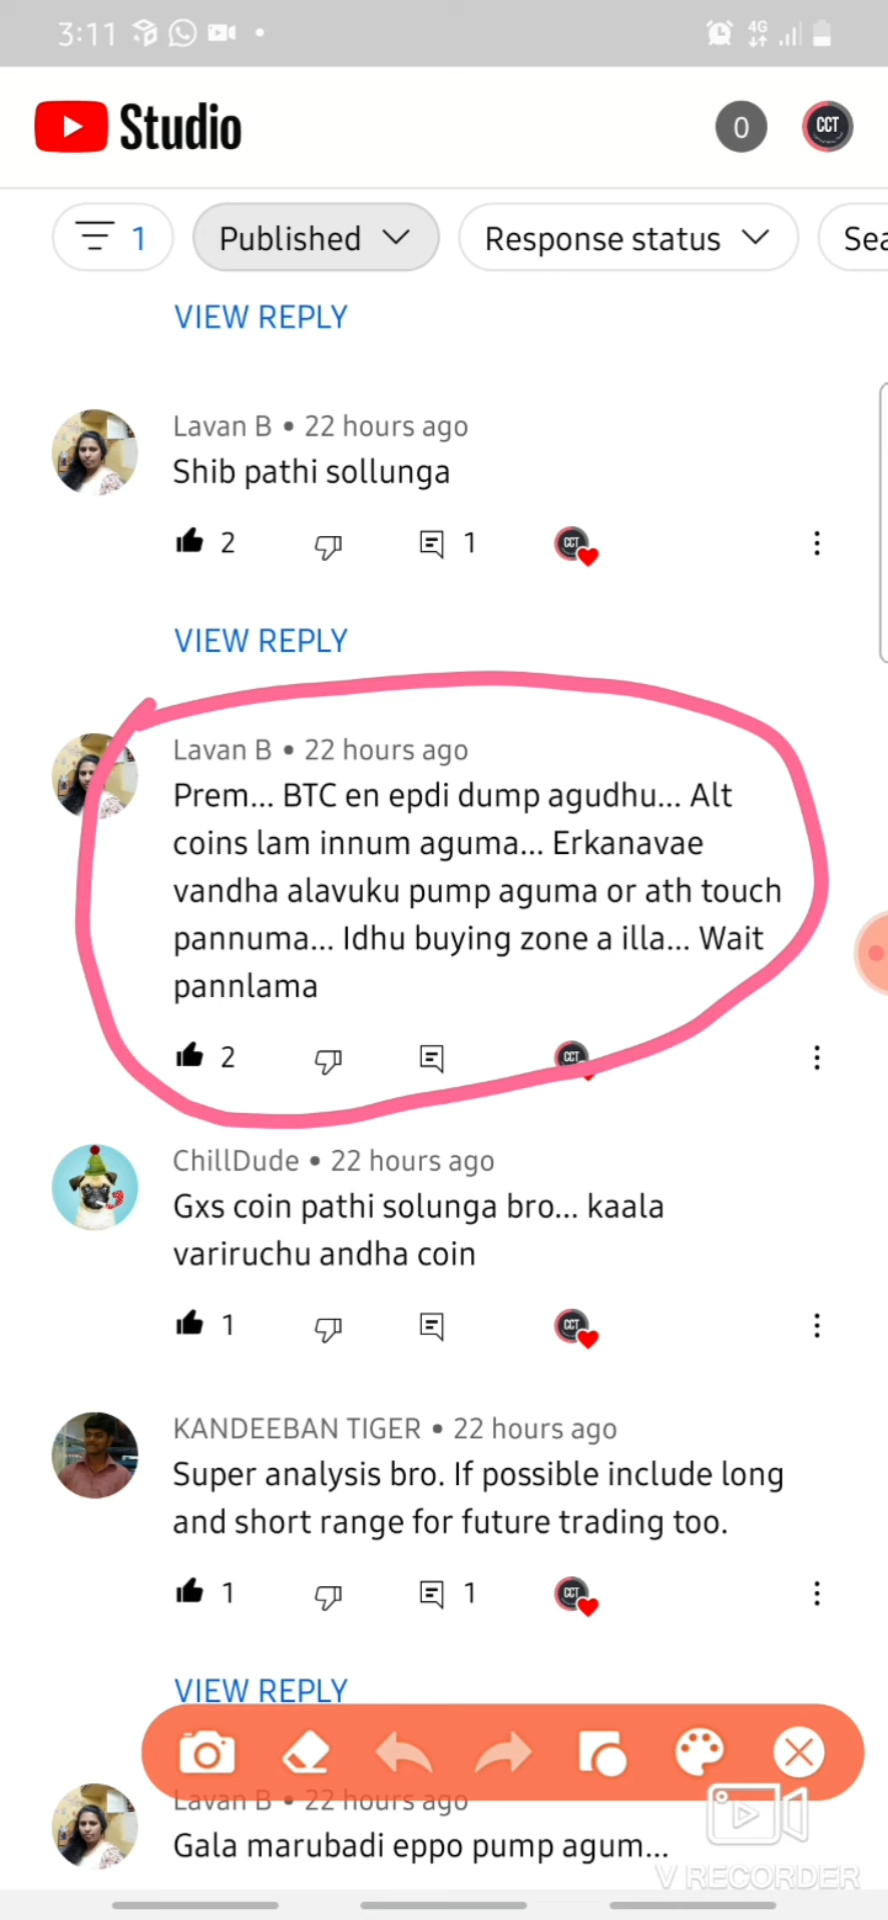 3:11
4G
Studio
0
CCT
1
Published
Response status
Sea
VIEW REPLY
Lavan B • 22 hours ago
Shib pathi sollunga
2
1
CCT
VIEW REPLY
Lavan B • 22 hours ago
Prem... BTC en epdi dump agudhu... Alt
coins lam innum aguma... Erkanavae
vandha alavuku pump aguma or ath touch
pannuma... Idhu buying zone a illa... Wait
pannlama
2
CCT
ChillDude • 22 hours ago
Gxs coin pathi solunga bro... kaala
variruchu andha coin
1
CCT
KANDEEBAN TIGER • 22 hours ago
Super analysis bro. If possible include long
and short range for future trading too.
1
1
CCT
VIEW REPLY
Lavan B • 22 hours ago
Gala marubadi eppo pump agum...
V RECORDER